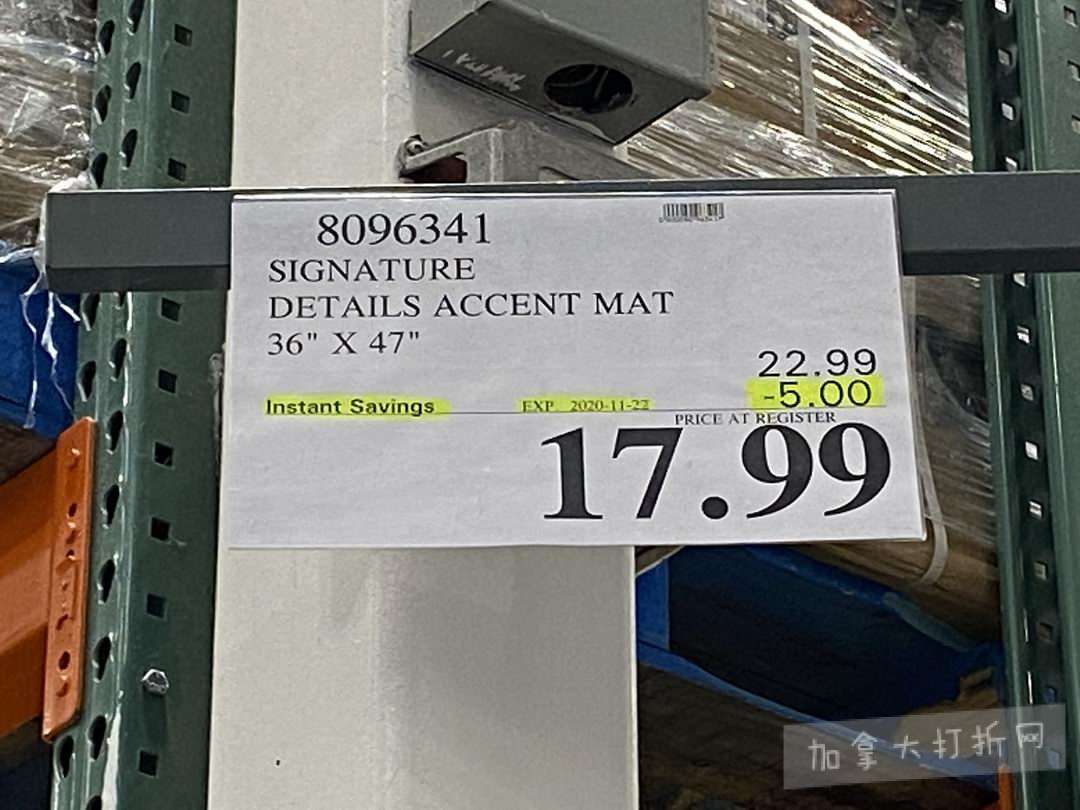 8096341
SIGNATURE
DETAILS ACCENT MAT
36" X 47"
22.99
Instant Savings EXP 2020-11-22 -5.00
PRICE AT REGISTER
17.99
加拿大打折网